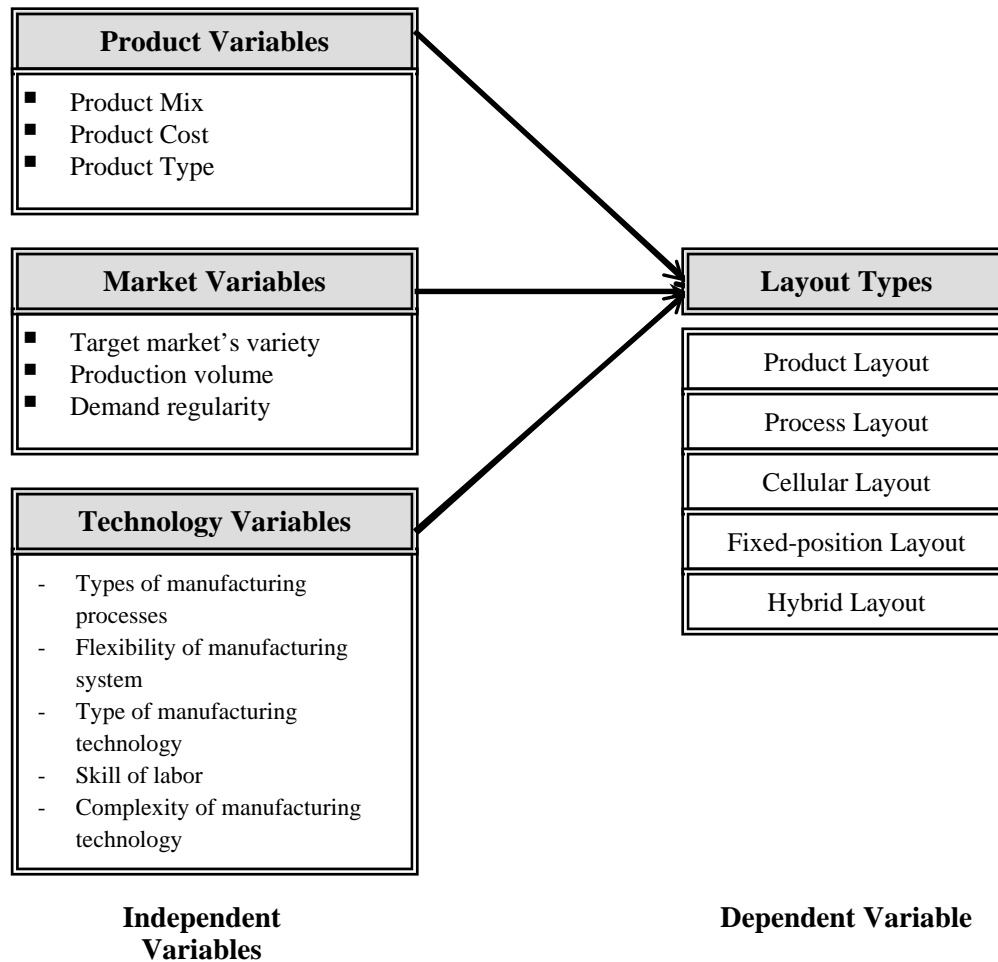 Product Variables
■ Product Mix
■ Product Cost
■ Product Type
Market Variables
■ Target market’s variety
■ Production volume
■ Demand regularity
Technology Variables
- Types of manufacturing
processes
- Flexibility of manufacturing
system
- Type of manufacturing
technology
- Skill of labor
- Complexity of manufacturing
technology
Independent
Variables
Layout Types
Product Layout
Process Layout
Cellular Layout
Fixed-position Layout
Hybrid Layout
Dependent Variable